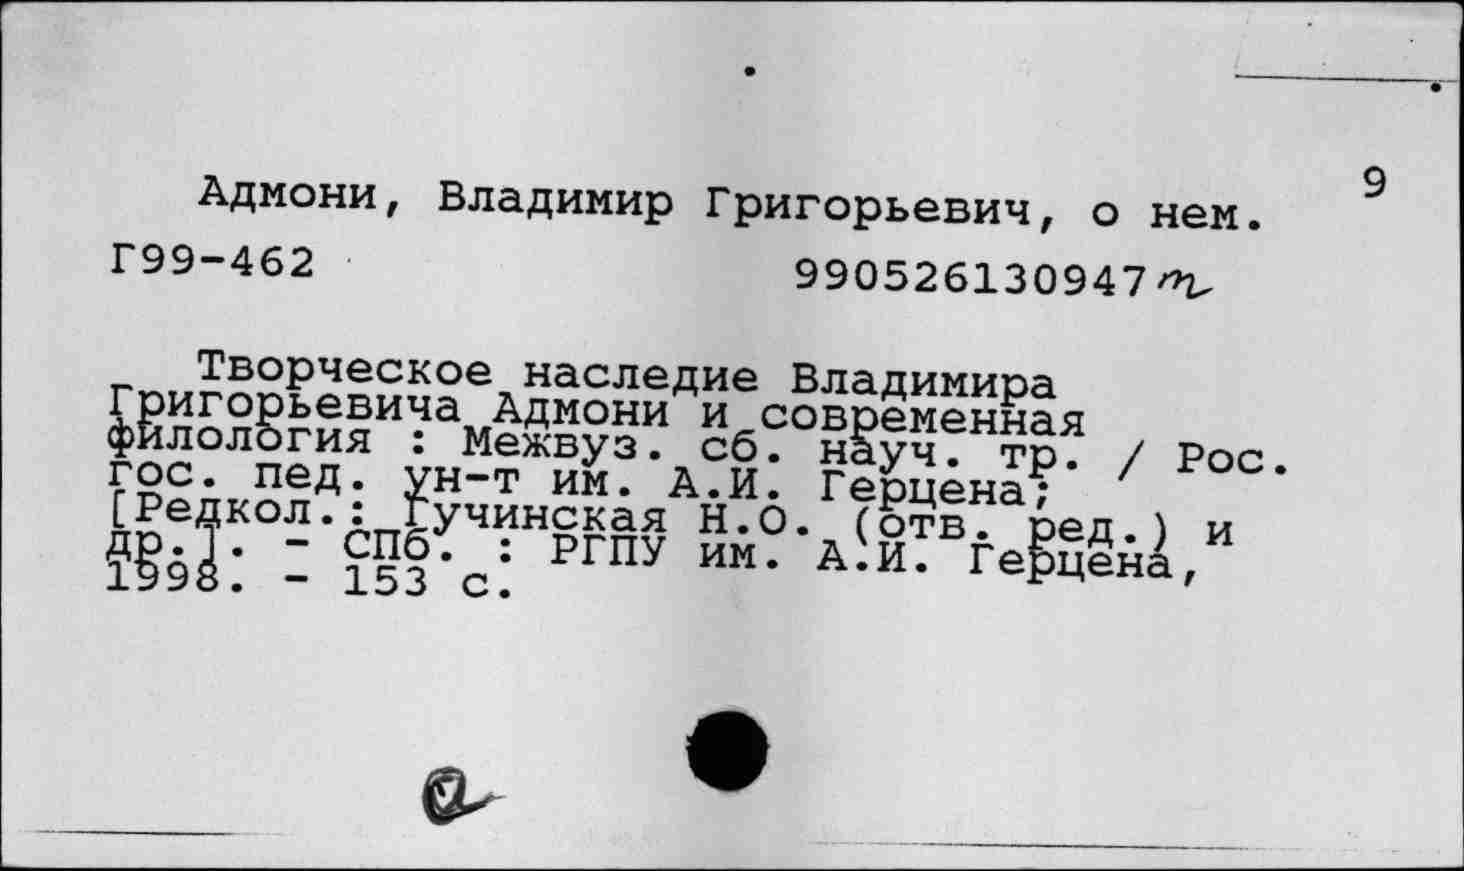 9
Адмони, Владимир Григорьевич, о нем.
Г99-462 990526130947
Творческое наследие Владимира
Григорьевича Адмони и современная
филология : Межвуз. сб. науч. тр. / Рос.
гос. пед. ун-т им. А.И. Герцена;
[Редкол.: Гучинская Н.О. (отв. ред.) и
др.]. - СПб. : РГПУ им. А.И. Герцена,
1998. - 153 с.